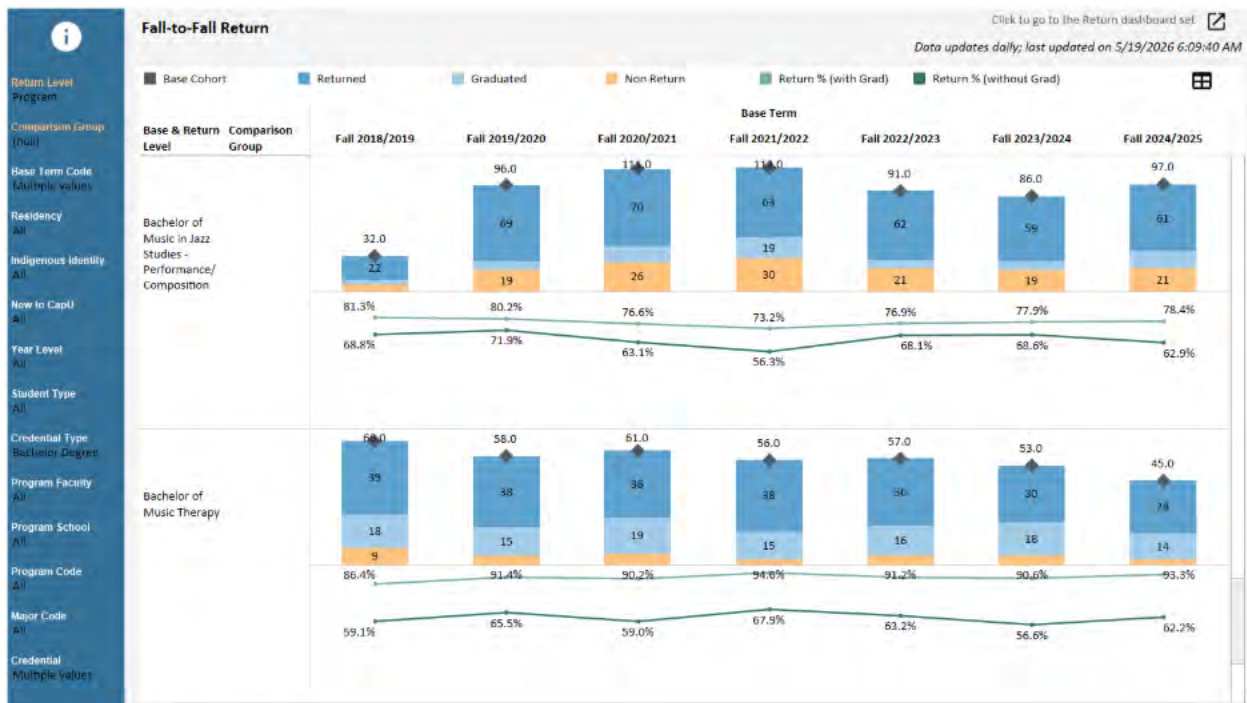 i
Fall-to-Fall Return
Click to go to the Return dashboard set
Data updates daily; last updated on 5/19/2026 6:09:40 AM
Return Level
Program
Comparison Group
(null)
Base Term Code
Multiple values
Residency
All
Indigenous Identity
All
New to CapU
All
Year Level
All
Student Type
All
Credential Type
Bachelor Degree
Program Faculty
All
Program School
All
Program Code
All
Major Code
All
Credential
Multiple values
Base Cohort Returned Graduated Non Return Return % (with Grad) Return % (without Grad)
Base Term
Base & Return Level Comparison Group
Fall 2018/2019 Fall 2019/2020 Fall 2020/2021 Fall 2021/2022 Fall 2022/2023 Fall 2023/2024 Fall 2024/2025
Bachelor of
Music in Jazz
Studies -
Performance/
Composition
32.0 96.0 91.0 86.0 97.0
22 69 70 63 62 59 61
19
19 26 30 21 19 21
81.3% 80.2% 76.6% 73.2% 76.9% 77.9% 78.4%
68.8% 71.9% 63.1% 56.3% 68.1% 68.6% 62.9%
Bachelor of
Music Therapy
58.0 61.0 56.0 57.0 53.0 45.0
39 38 36 38 36 30 28
18 15 19 15 16 18 14
9
86.4% 91.4% 90.2% 94.6% 91.2% 90.6% 93.3%
59.1% 65.5% 59.0% 67.9% 63.2% 56.6% 62.2%